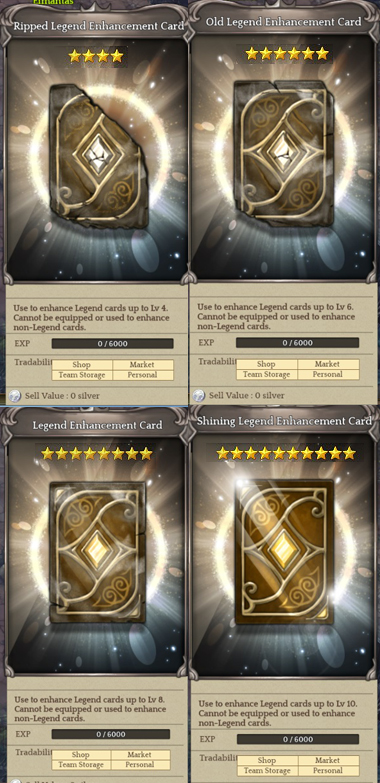 Ripped Legend Enhancement Card
Use to enhance Legend cards up to Lv 4.
Cannot be equipped or used to enhance
non-Legend cards.
EXP 0 / 6000
Tradabilit
Shop Market
Team Storage Personal
Sell Value : 0 silver
Old Legend Enhancement Card
Use to enhance Legend cards up to Lv 6.
Cannot be equipped or used to enhance
non-Legend cards.
EXP 0 / 6000
Tradabilit
Shop Market
Team Storage Personal
Sell Value : 0 silver
Legend Enhancement Card
Use to enhance Legend cards up to Lv 8.
Cannot be equipped or used to enhance
non-Legend cards.
EXP 0 / 6000
Tradabilit
Shop Market
Team Storage Personal
Shining Legend Enhancement Card
Use to enhance Legend cards up to Lv 10.
Cannot be equipped or used to enhance
non-Legend cards.
EXP 0 / 6000
Tradabilit
Shop Market
Team Storage Personal